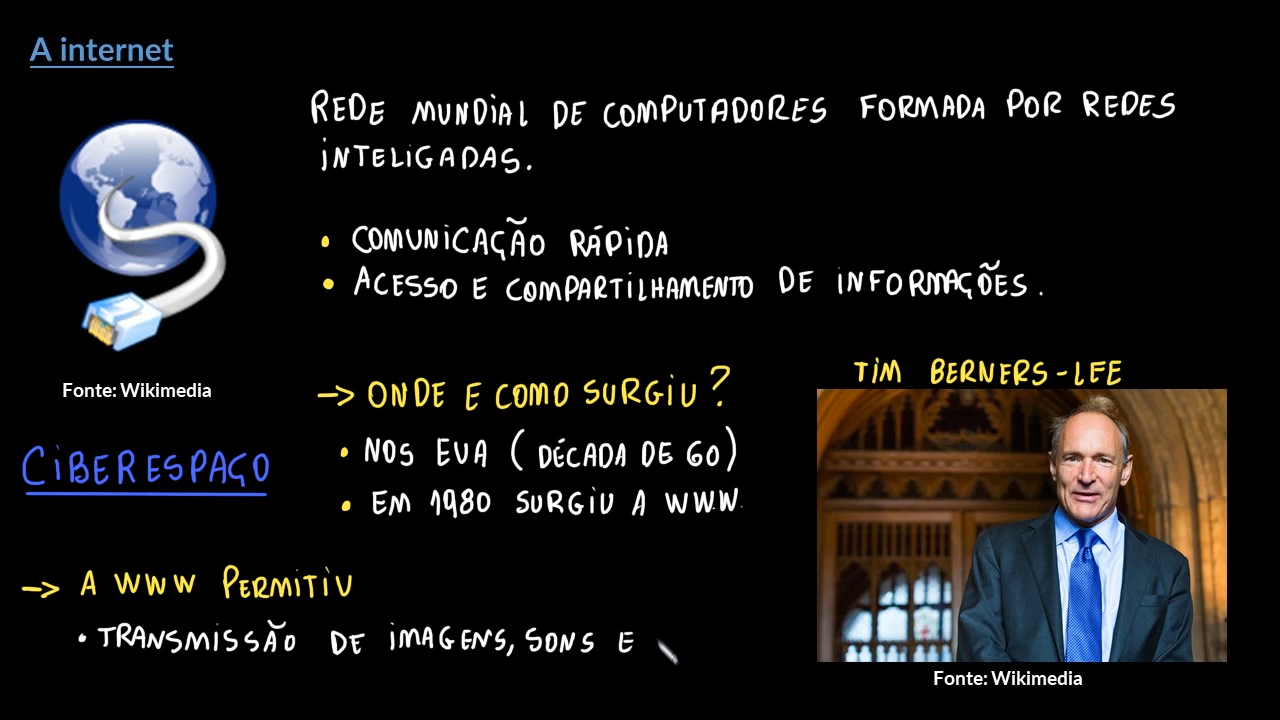 A internet
REDE MUNDIAL DE COMPUTADORES FORMADA POR REDES
INTELIGADAS.
• COMUNICAÇÃO RÁPIDA
• ACESSO E COMPARTILHAMENTO DE INFORMAÇÕES.
Fonte: Wikimedia
-> ONDE E COMO SURGIU?
TIM BERNERS-LEE
CIBERESPAÇO
• NOS EUA (DÉCADA DE 60)
• EM 1980 SURGIU A WWW.
-> A WWW PERMITIU
• TRANSMISSÃO DE IMAGENS, SONS E
Fonte: Wikimedia